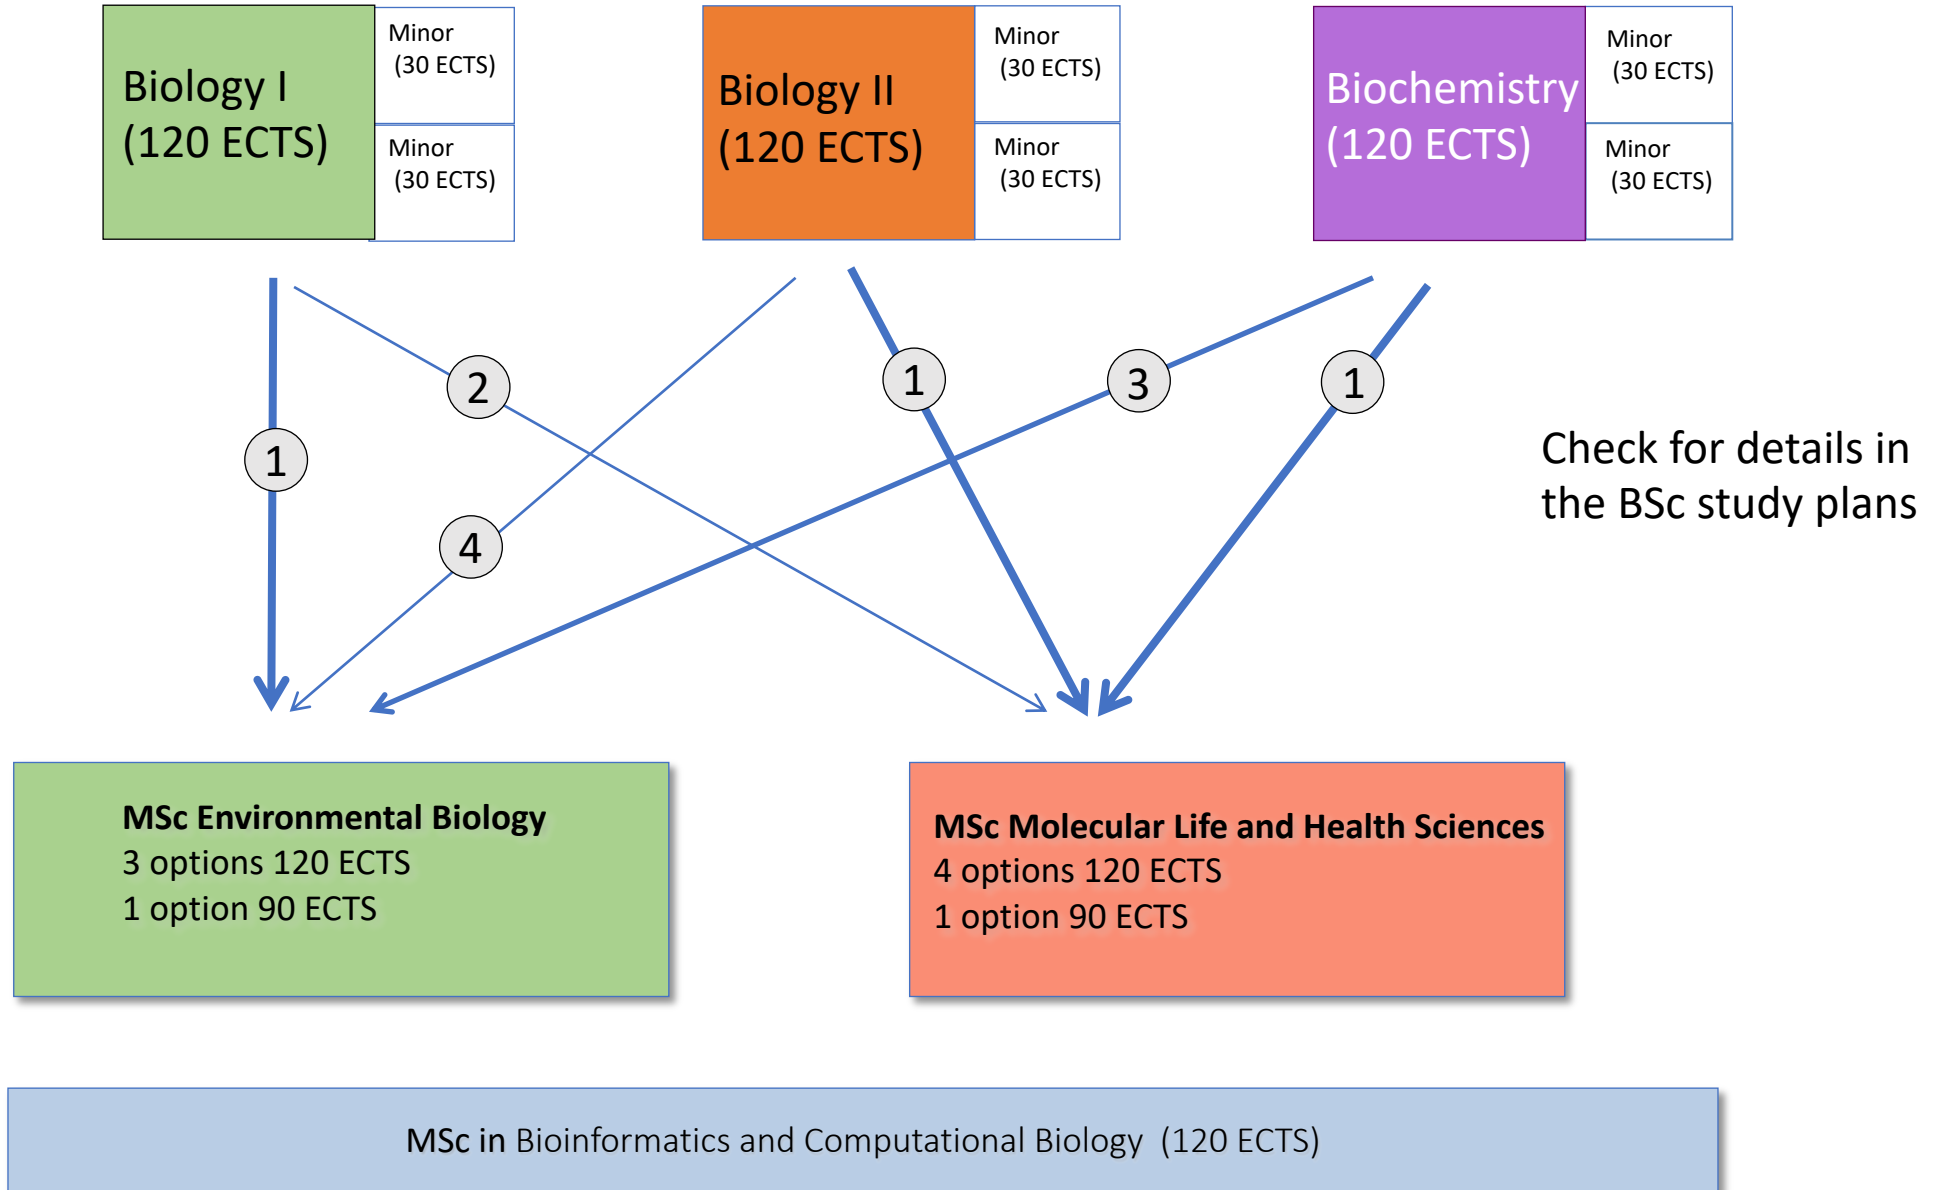 Biology I
(120 ECTS)
Minor
(30 ECTS)
Minor
(30 ECTS)
Biology II
(120 ECTS)
Minor
(30 ECTS)
Minor
(30 ECTS)
Biochemistry
(120 ECTS)
Minor
(30 ECTS)
Minor
(30 ECTS)
2
1
3
1
1
4
Check for details in
the BSc study plans
MSc Environmental Biology
3 options 120 ECTS
1 option 90 ECTS
MSc Molecular Life and Health Sciences
4 options 120 ECTS
1 option 90 ECTS
MSc in Bioinformatics and Computational Biology (120 ECTS)